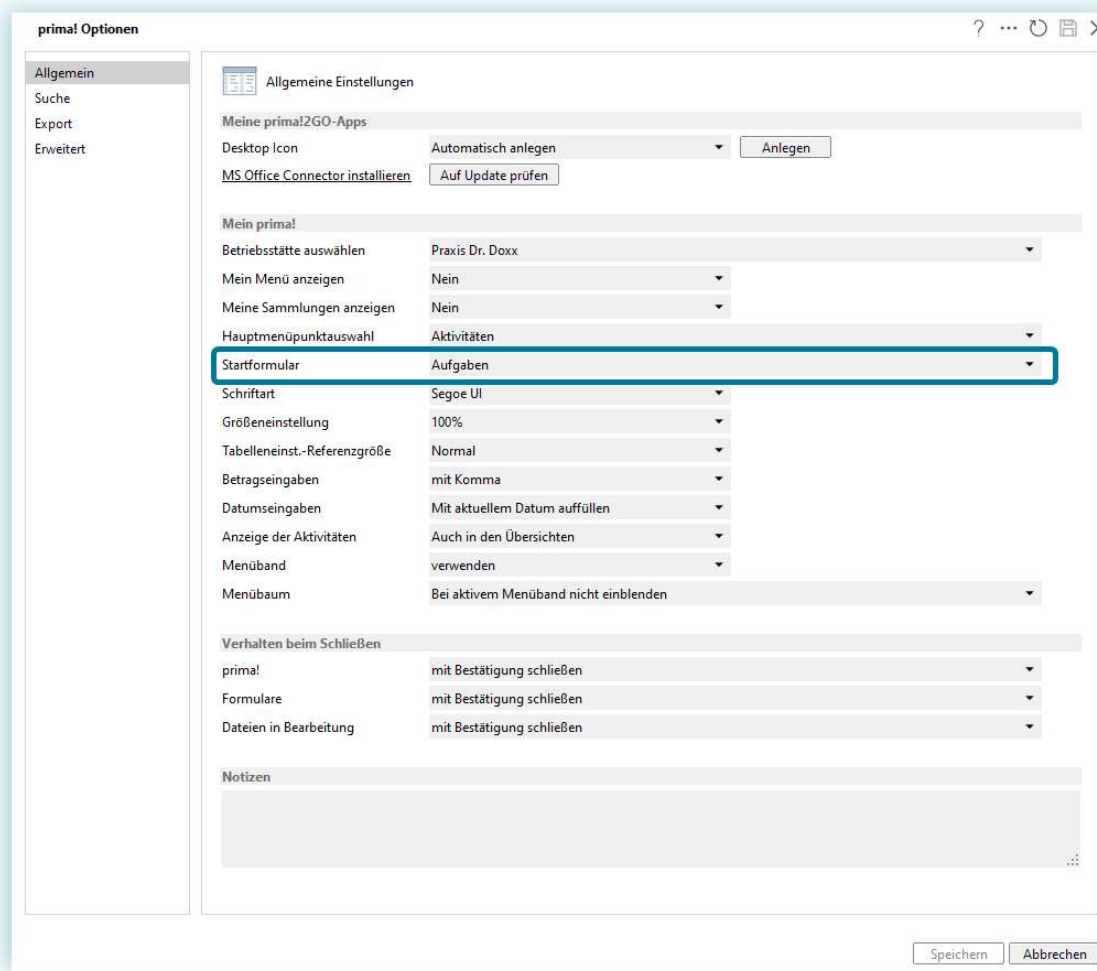 prima! Optionen
Allgemein
Suche
Export
Erweitert
Allgemeine Einstellungen
Meine prima!2GO-Apps
Desktop Icon Automatisch anlegen Anlegen
MS Office Connector installieren Auf Update prüfen
Mein prima!
Betriebsstätte auswählen Praxis Dr. Doxx
Mein Menü anzeigen Nein
Meine Sammlungen anzeigen Nein
Hauptmenüpunktauswahl Aktivitäten
Startformular Aufgaben
Schriftart Segoe UI
Größeneinstellung 100%
Tabelleneinst.-Referenzgröße Normal
Betragseingaben mit Komma
Datumseingaben Mit aktuellem Datum auffüllen
Anzeige der Aktivitäten Auch in den Übersichten
Menüband verwenden
Menübaum Bei aktivem Menüband nicht einblenden
Verhalten beim Schließen
prima! mit Bestätigung schließen
Formulare mit Bestätigung schließen
Dateien in Bearbeitung mit Bestätigung schließen
Notizen
Speichern Abbrechen